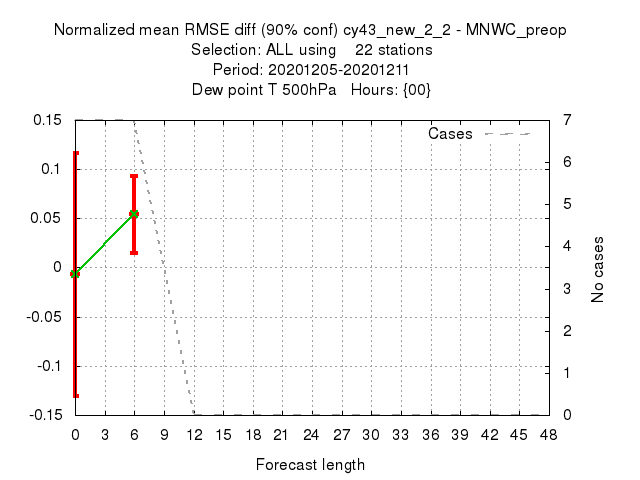 Normalized mean RMSE diff (90% conf) cy43_new_2_2 - MNWC_preop
Selection: ALL using 22 stations
Period: 20201205-20201211
Dew point T 500hPa Hours: {00}
Cases
0.15
0.1
0.05
0
-0.05
-0.1
-0.15
7
6
5
4
3
2
1
0
No cases
0 3 6 9 12 15 18 21 24 27 30 33 36 39 42 45 48
Forecast length